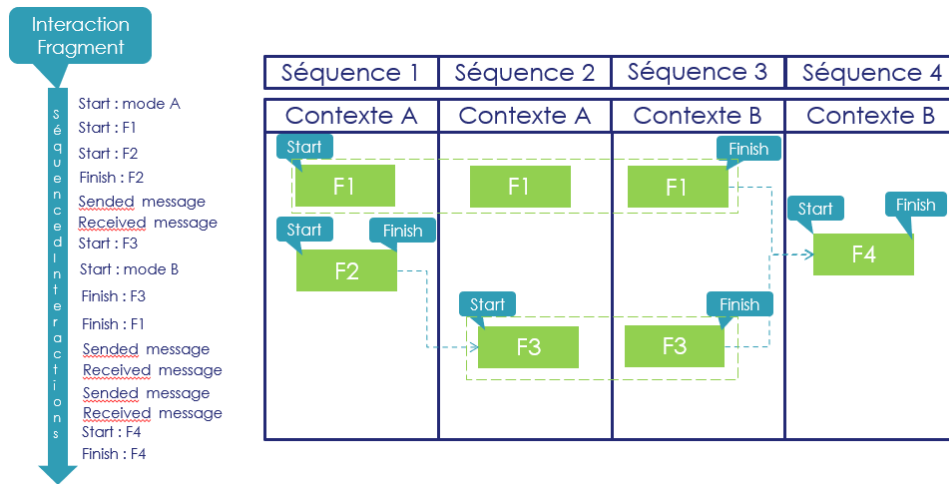 Interaction
Fragment
SéquencedInteractions
Start : mode A
Start : F1
Start : F2
Finish : F2
Sended message
Received message
Start : F3
Start : mode B
Finish : F3
Finish : F1
Sended message
Received message
Sended message
Received message
Start : F4
Finish : F4
Séquence 1
Séquence 2
Séquence 3
Séquence 4
Contexte A
Contexte A
Contexte B
Contexte B
Start
Finish
F1
F1
F1
Start
Finish
Start
Finish
F2
F4
Start
Finish
F3
F3